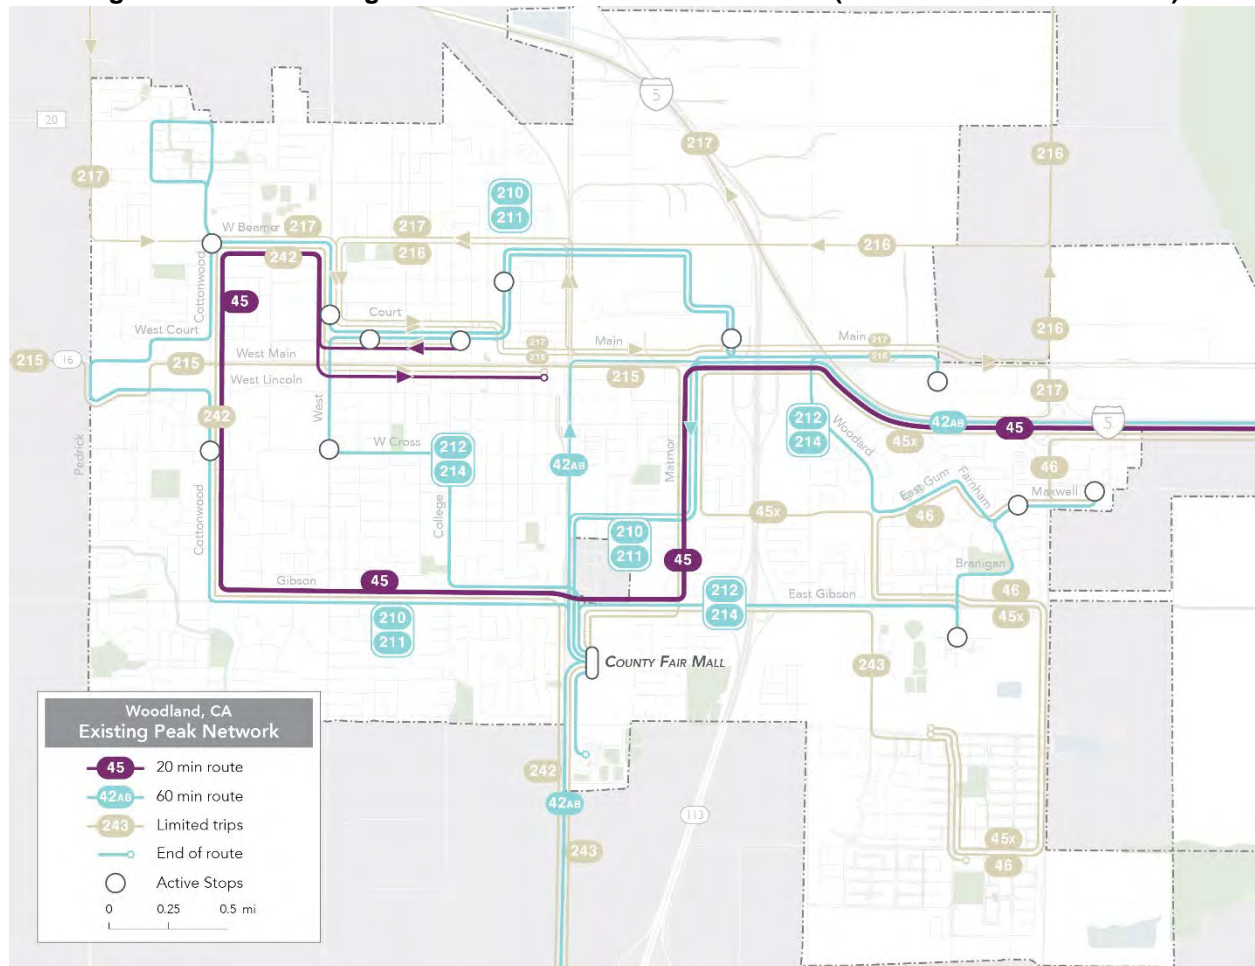 5
20
217
217
216
210
211
W Beamer
217
217
216
216
242
Cottonwood
45
Court
216
West Court
Main
217
216
Main
217
216
215
16
215
West Main
215
West Lincoln
217
242
West
212
214
Woodard
42AB
45
5
45x
W Cross
212
214
42AB
Matmor
46
Pedrick
East Gum
Farnham
Maxwell
46
45x
Cottonwood
College
210
211
45
Branigan
Gibson
45
212
214
East Gibson
46
45x
210
211
COUNTY FAIR MALL
243
Woodland, CA
Existing Peak Network
45
20 min route
42AB
60 min route
243
Limited trips
End of route
Active Stops
0
0.25
0.5 mi
242
42AB
113
243
45x
46